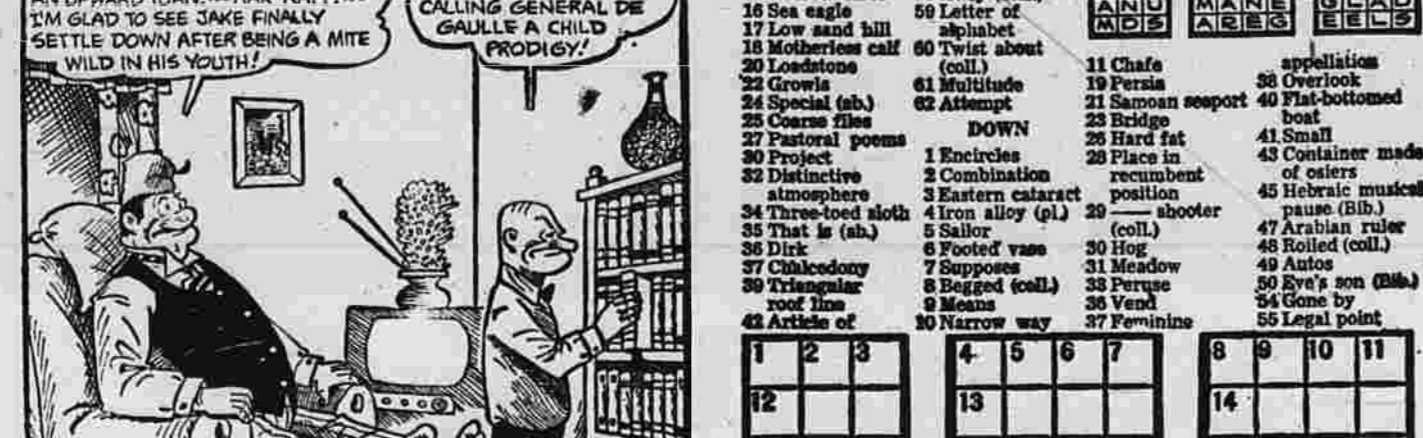 I'M GLAD TO SEE JAKE FINALLY
SETTLE DOWN AFTER BEING A MITE
WILD IN HIS YOUTH!
CALLING GENERAL DE
GAULLE A CHILD
PRODIGY!
16 Sea eagle
17 Low sand hill
18 Motherless calf
20 Loadstone
22 Growls
24 Special (ab.)
25 Coarse files
27 Pastoral poems
30 Project
32 Distinctive
atmosphere
34 Three-toed sloth
35 That is (ab.)
36 Dirk
37 Chalcedony
39 Triangular
roof line
42 Article of
59 Letter of
alphabet
60 Twist about
(coll.)
61 Multitude
62 Attempt
DOWN
1 Encircles
2 Combination
3 Eastern cataract
4 Iron alloy (pl.)
5 Sailor
6 Footed vase
7 Supposes
8 Begged (coll.)
9 Means
10 Narrow way
ANU
MDS
MANE
AREG
GLAD
EELS
11 Chafe
19 Persia
21 Samoan seaport
23 Bridge
26 Hard fat
28 Place in
recumbent
position
29 —— shooter
(coll.)
30 Hog
31 Meadow
33 Peruse
36 Vend
37 Feminine
appellation
38 Overlook
40 Flat-bottomed
boat
41 Small
43 Container made
of osiers
45 Hebraic musical
pause (Bib.)
47 Arabian ruler
48 Roiled (coll.)
49 Autos
50 Eve's son (Bib.)
54 Gone by
55 Legal point
1 2 3
4 5 6 7
8 9 10 11
12
13
14